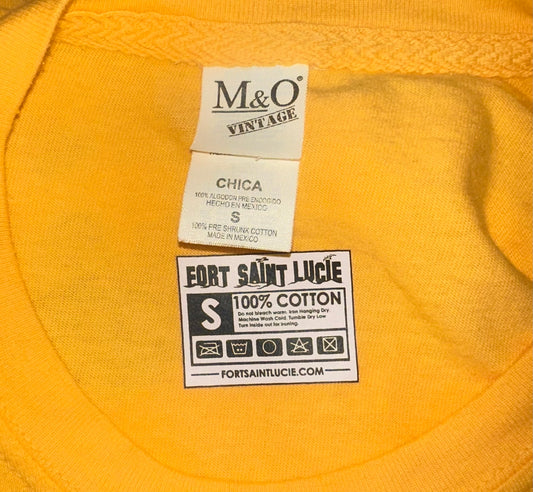 M&O®
VINTAGE
CHICA
100% ALGODON PRE ENCOGIDO
HECHO EN MEXICO
S
100% PRE SHRUNK COTTON
MADE IN MEXICO
FORT SAINT LUCIE
S
100% COTTON
Do not bleach warm. Iron Hanging Dry
Machine Wash Cold. Tumble Dry Low
Turn inside out for ironing.
FORTSAINTLUCIE.COM